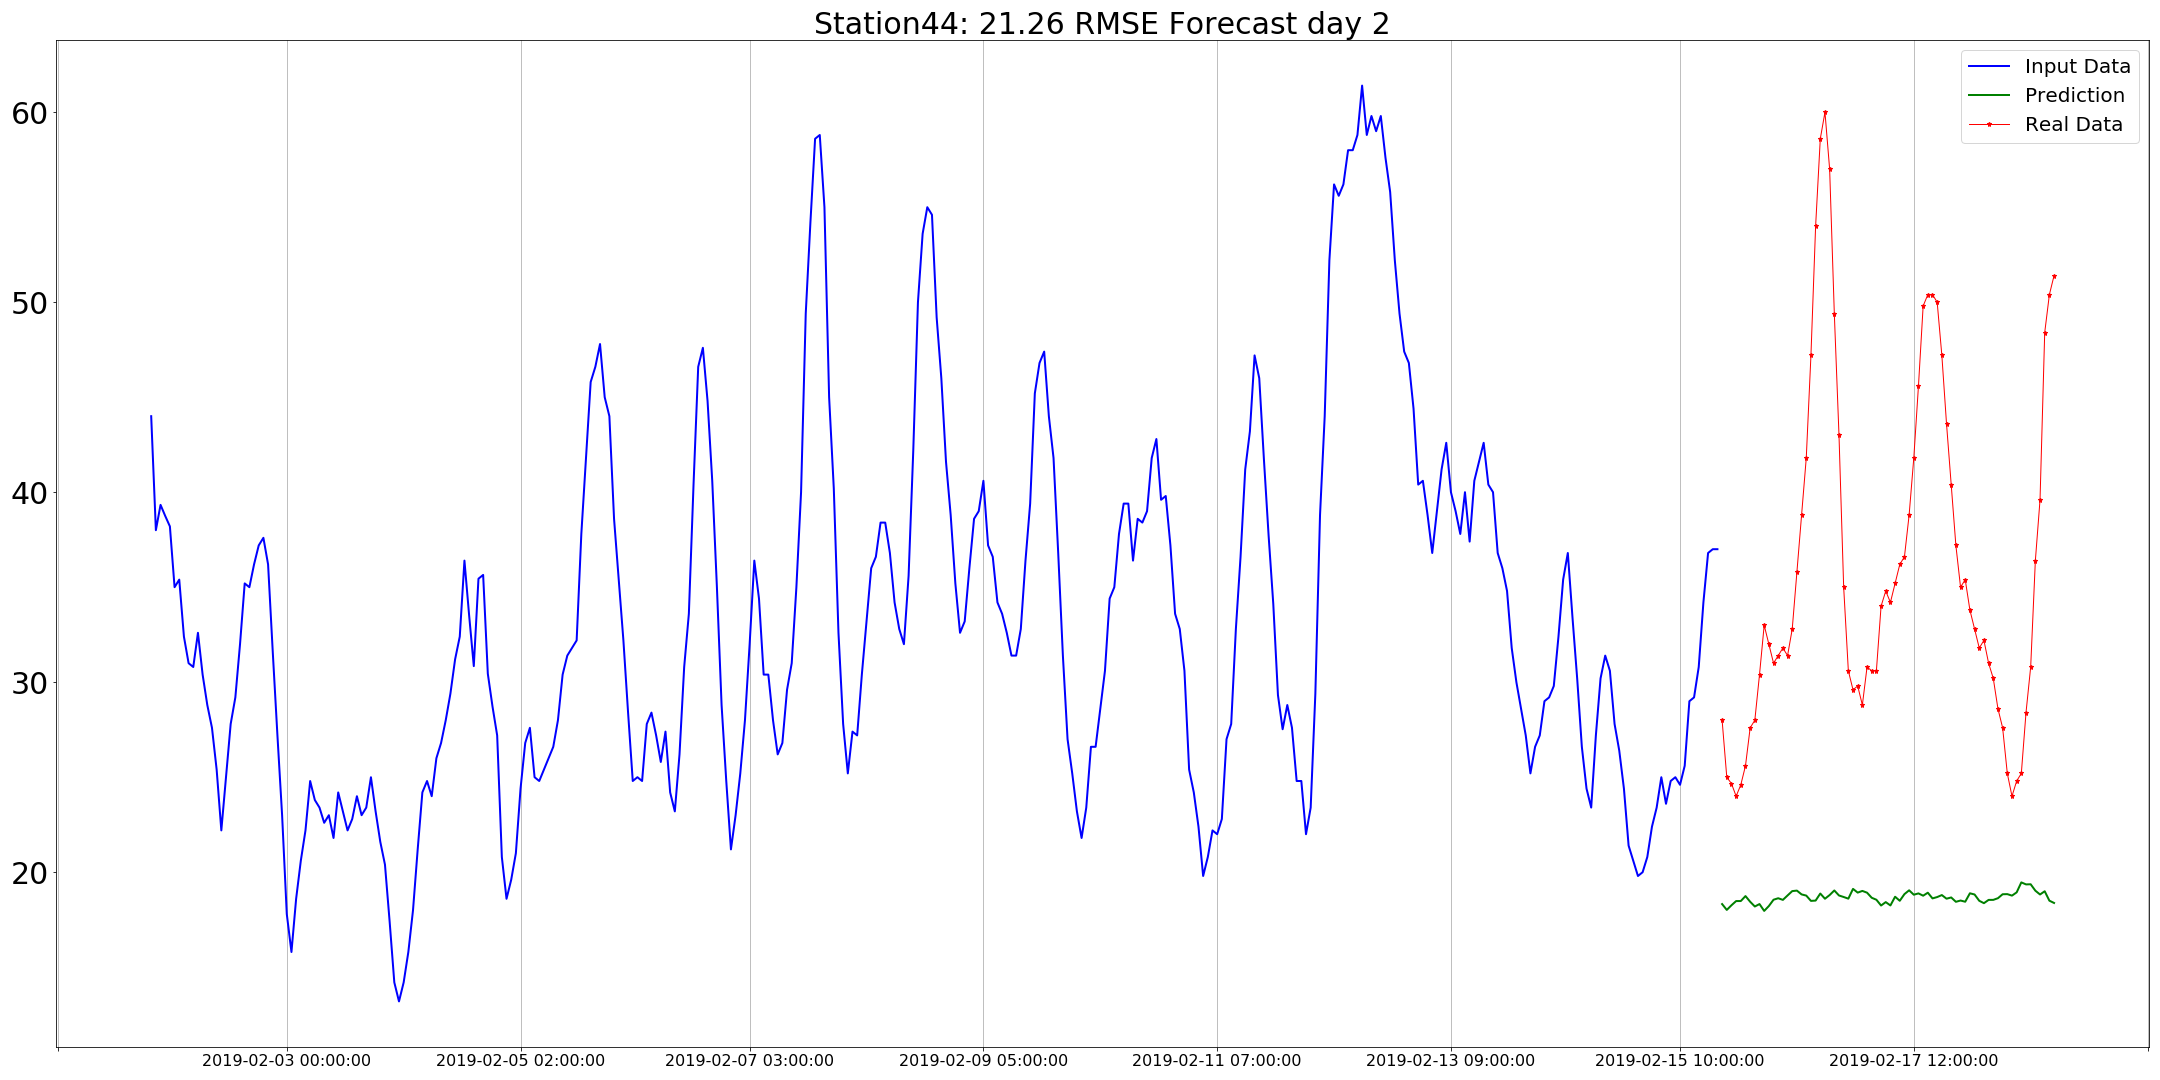 Station44: 21.26 RMSE Forecast day 2
Input Data
Prediction
Real Data
60
50
40
30
20
2019-02-03 00:00:00 2019-02-05 02:00:00 2019-02-07 03:00:00 2019-02-09 05:00:00 2019-02-11 07:00:00 2019-02-13 09:00:00 2019-02-15 10:00:00 2019-02-17 12:00:00